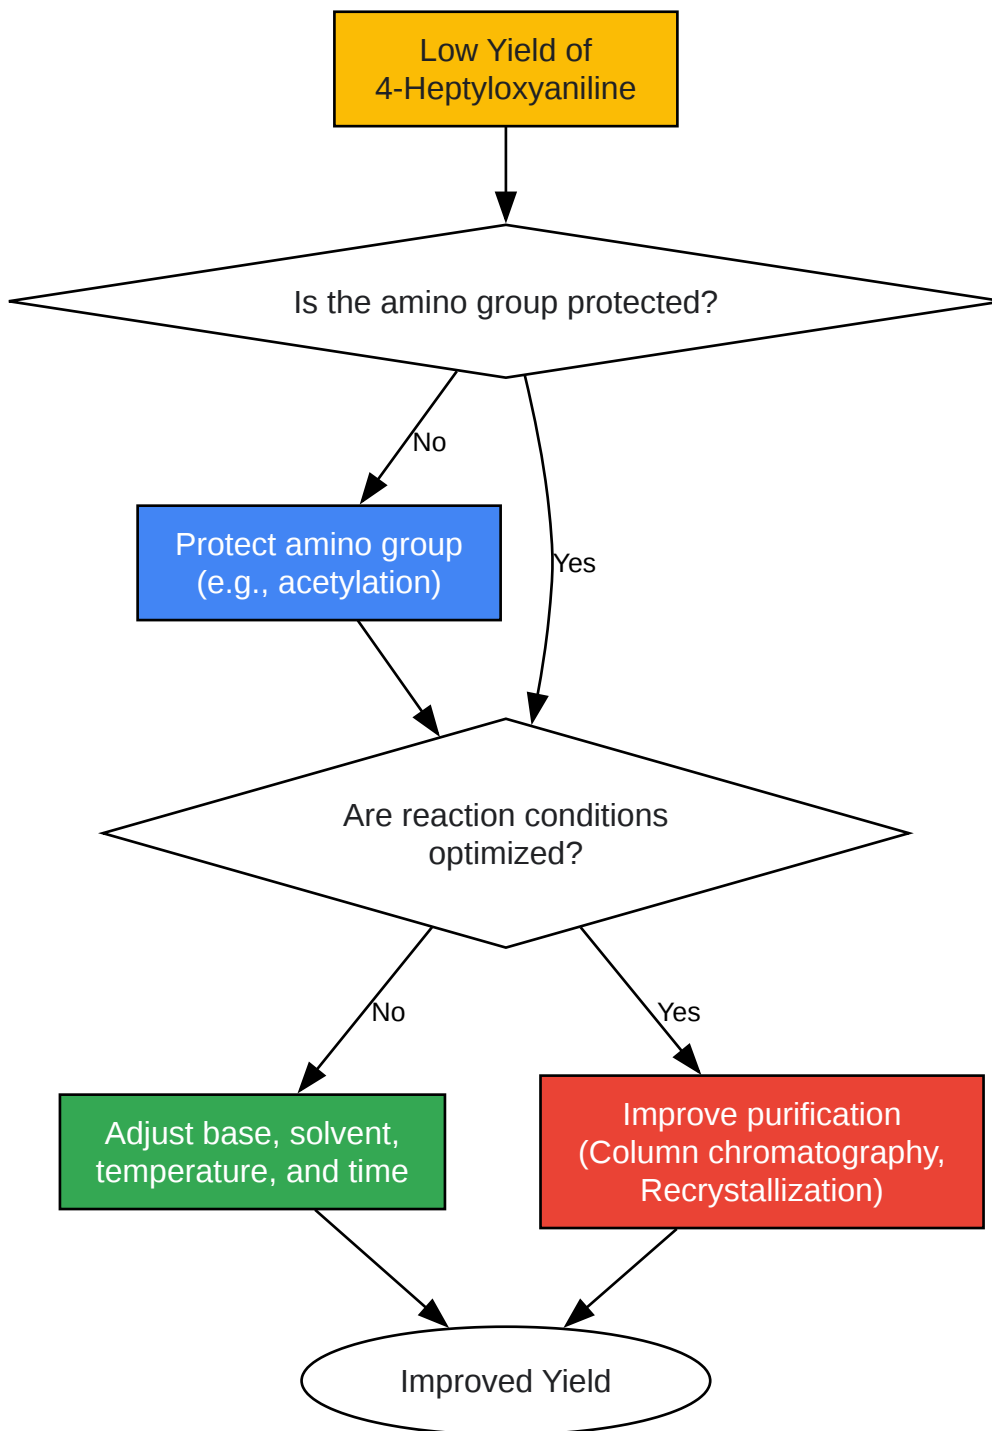 Low Yield of
4-Heptyloxyaniline
Is the amino group protected?
No
Protect amino group
(e.g., acetylation)
Yes
Are reaction conditions
optimized?
No
Yes
Adjust base, solvent,
temperature, and time
Improve purification
(Column chromatography,
Recrystallization)
Improved Yield